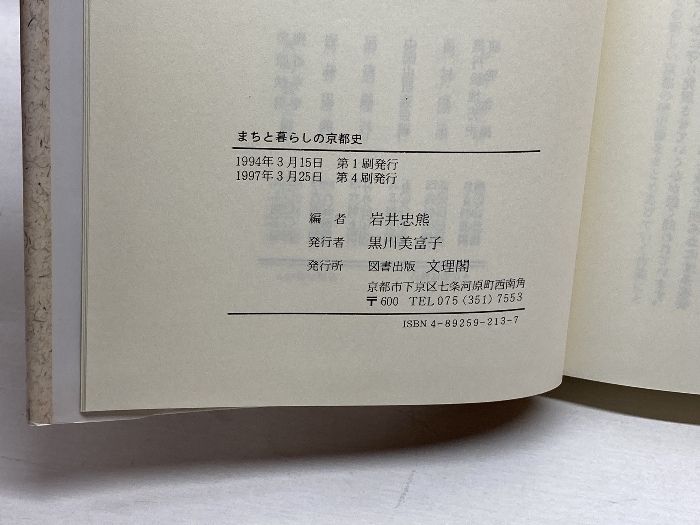 まちと暮らしの京都史
1994年3月15日 第1刷発行
1997年3月25日 第4刷発行
編者 岩井忠熊
発行者 黒川美富子
発行所 図書出版 文理閣
京都市下京区七条河原町西南角
〒600 TEL 075 (351) 7553
ISBN 4-89259-213-7